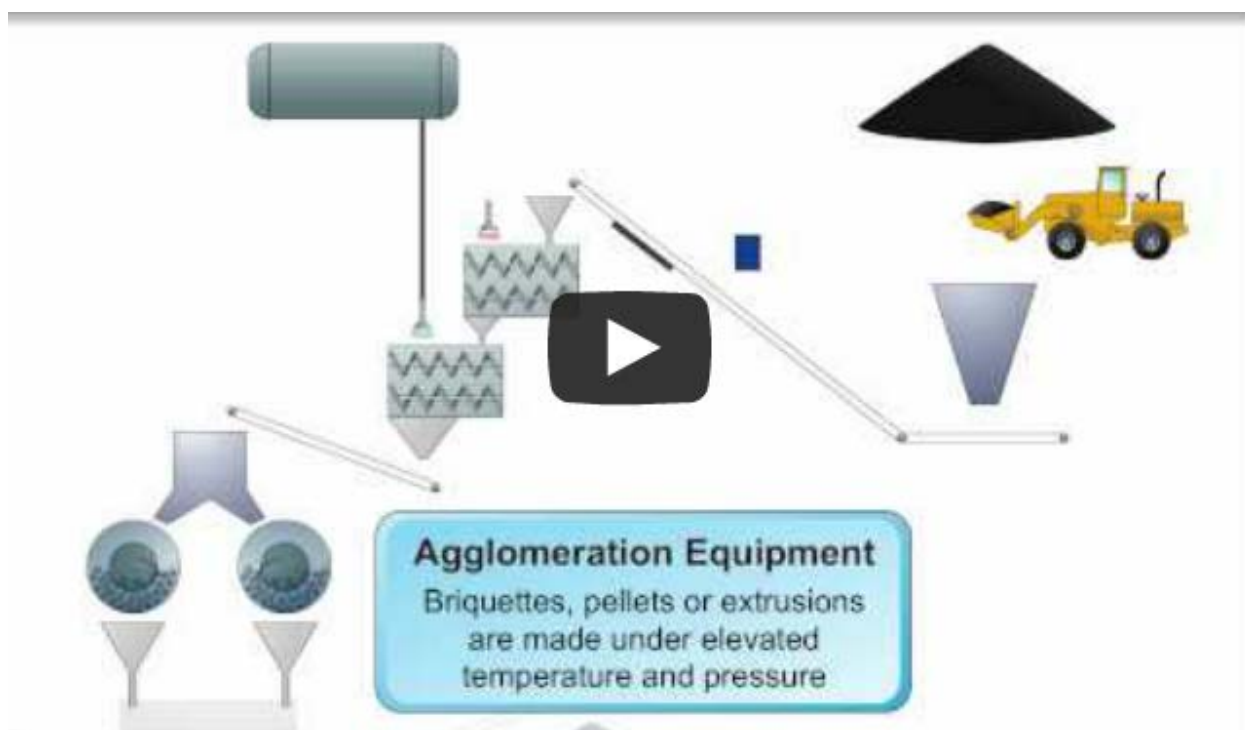 Agglomeration Equipment
Briquettes, pellets or extrusions
are made under elevated
temperature and pressure